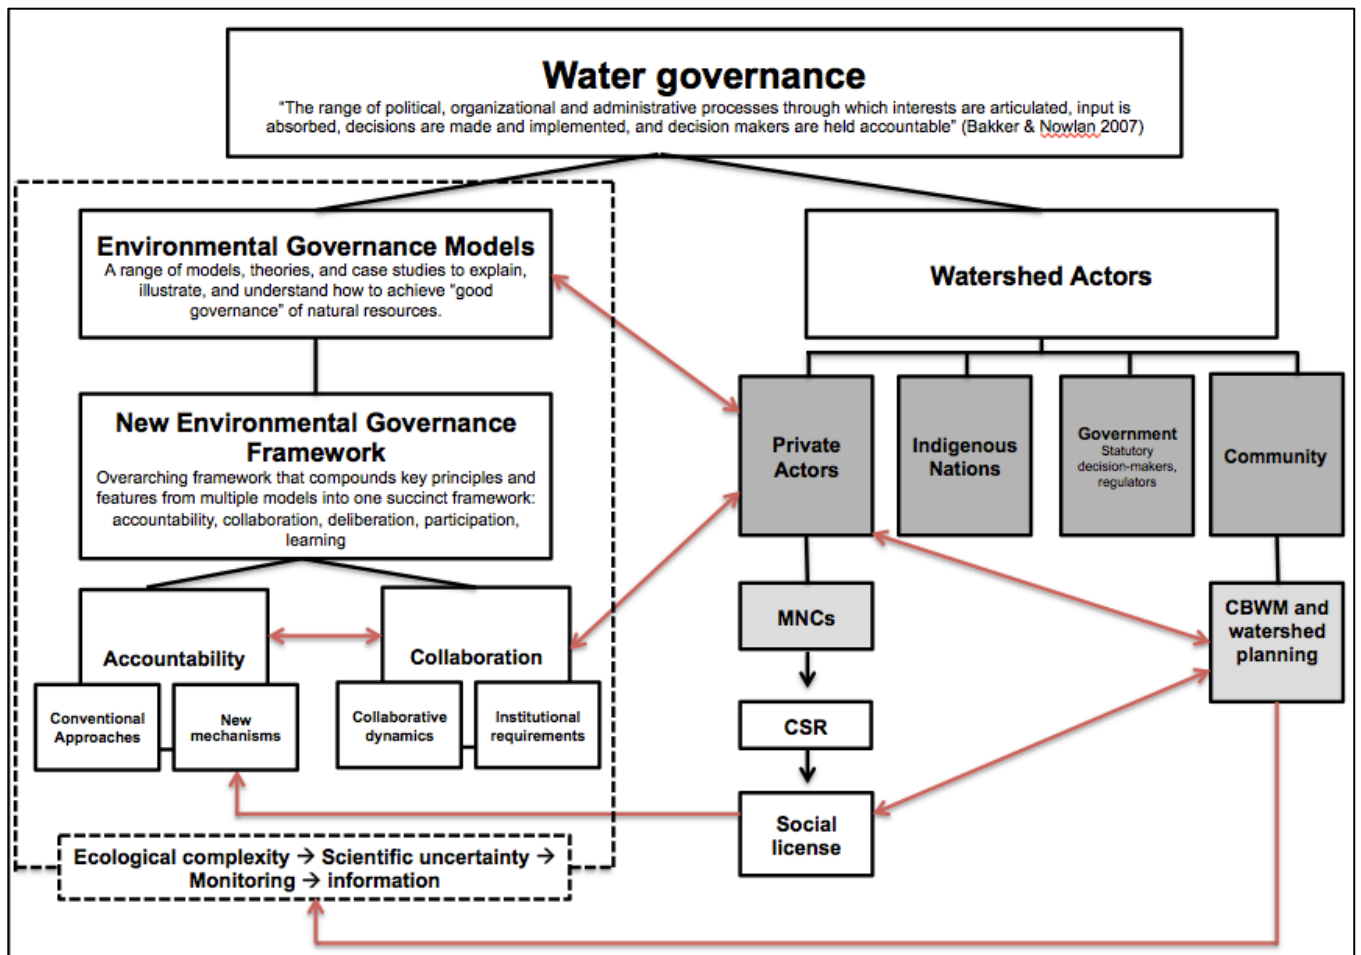 Water governance
“The range of political, organizational and administrative processes through which interests are articulated, input is
absorbed, decisions are made and implemented, and decision makers are held accountable” (Bakker & Nowlan 2007)
Environmental Governance Models
A range of models, theories, and case studies to explain,
illustrate, and understand how to achieve “good
governance” of natural resources.
Watershed Actors
New Environmental Governance
Framework
Overarching framework that compounds key principles and
features from multiple models into one succinct framework:
accountability, collaboration, deliberation, participation,
learning
Private
Actors
Indigenous
Nations
Government
Statutory
decision-makers,
regulators
Community
Accountability
Collaboration
MNCs
CBWM and
watershed
planning
Conventional
Approaches
New
mechanisms
Collaborative
dynamics
Institutional
requirements
CSR
Social
license
Ecological complexity → Scientific uncertainty →
Monitoring → information